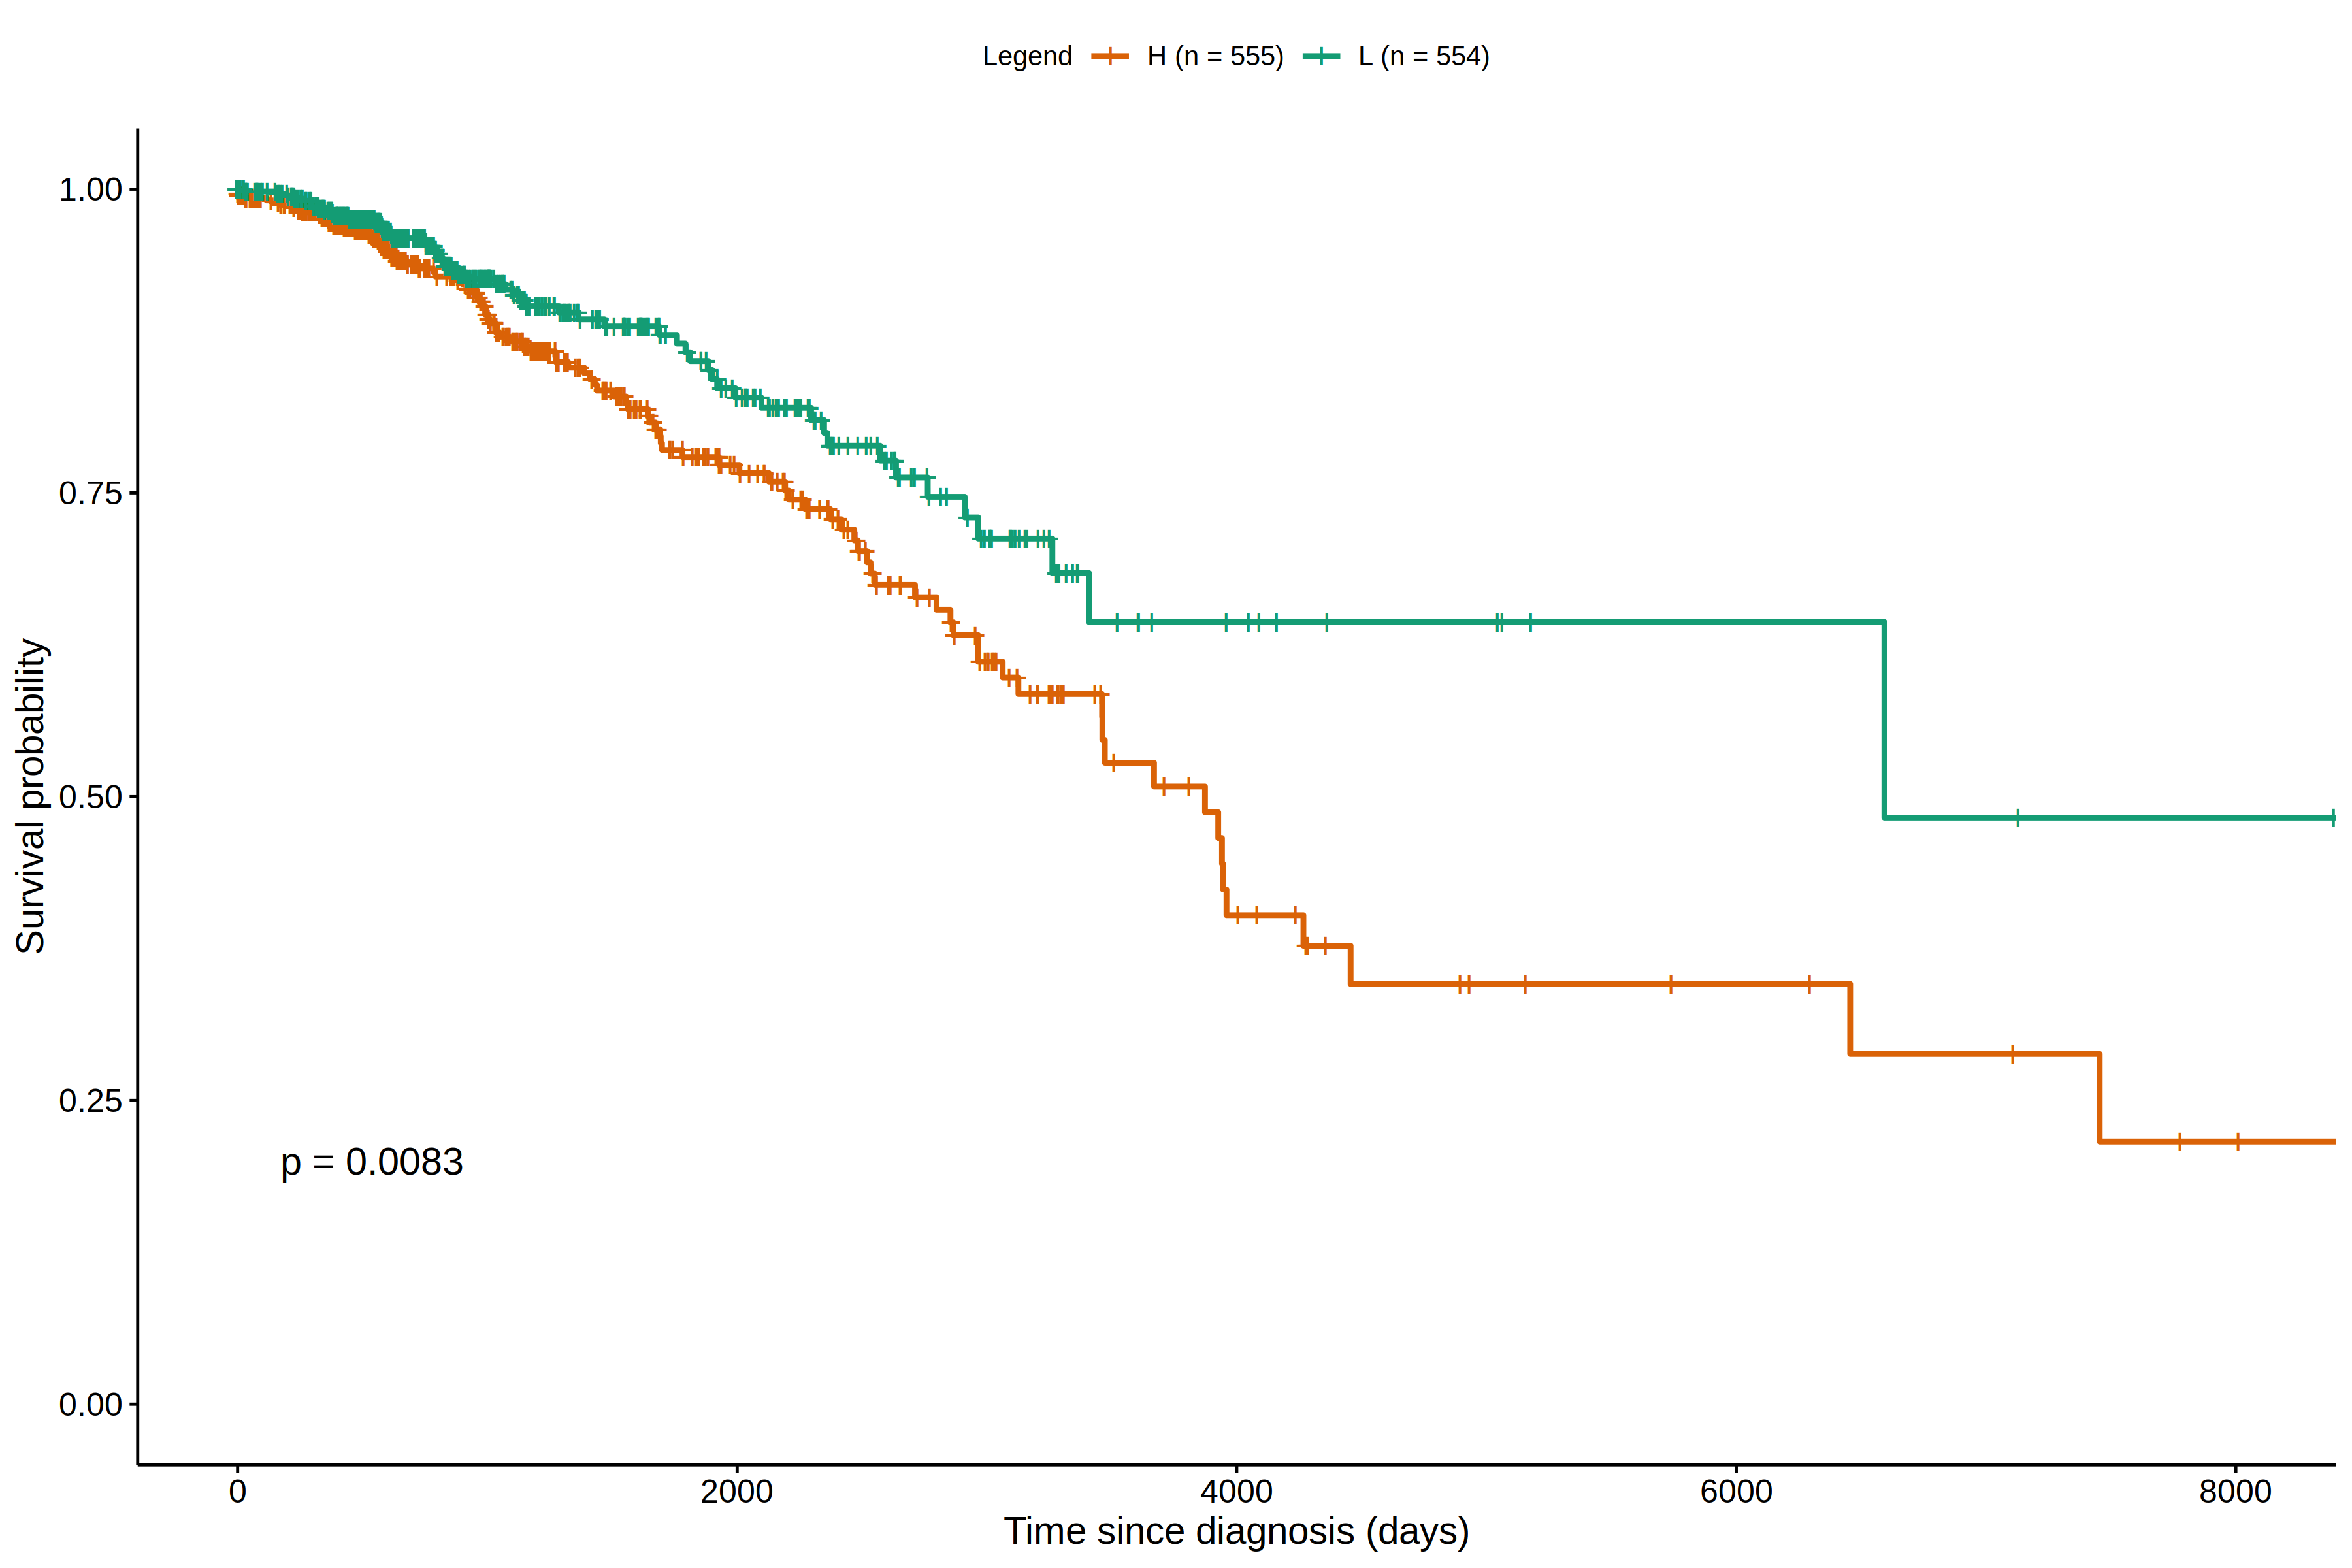 Legend H (n = 555) L (n = 554)
1.00
0.75
0.50
0.25
0.00
Survival probability
p = 0.0083
0 2000 4000 6000 8000
Time since diagnosis (days)